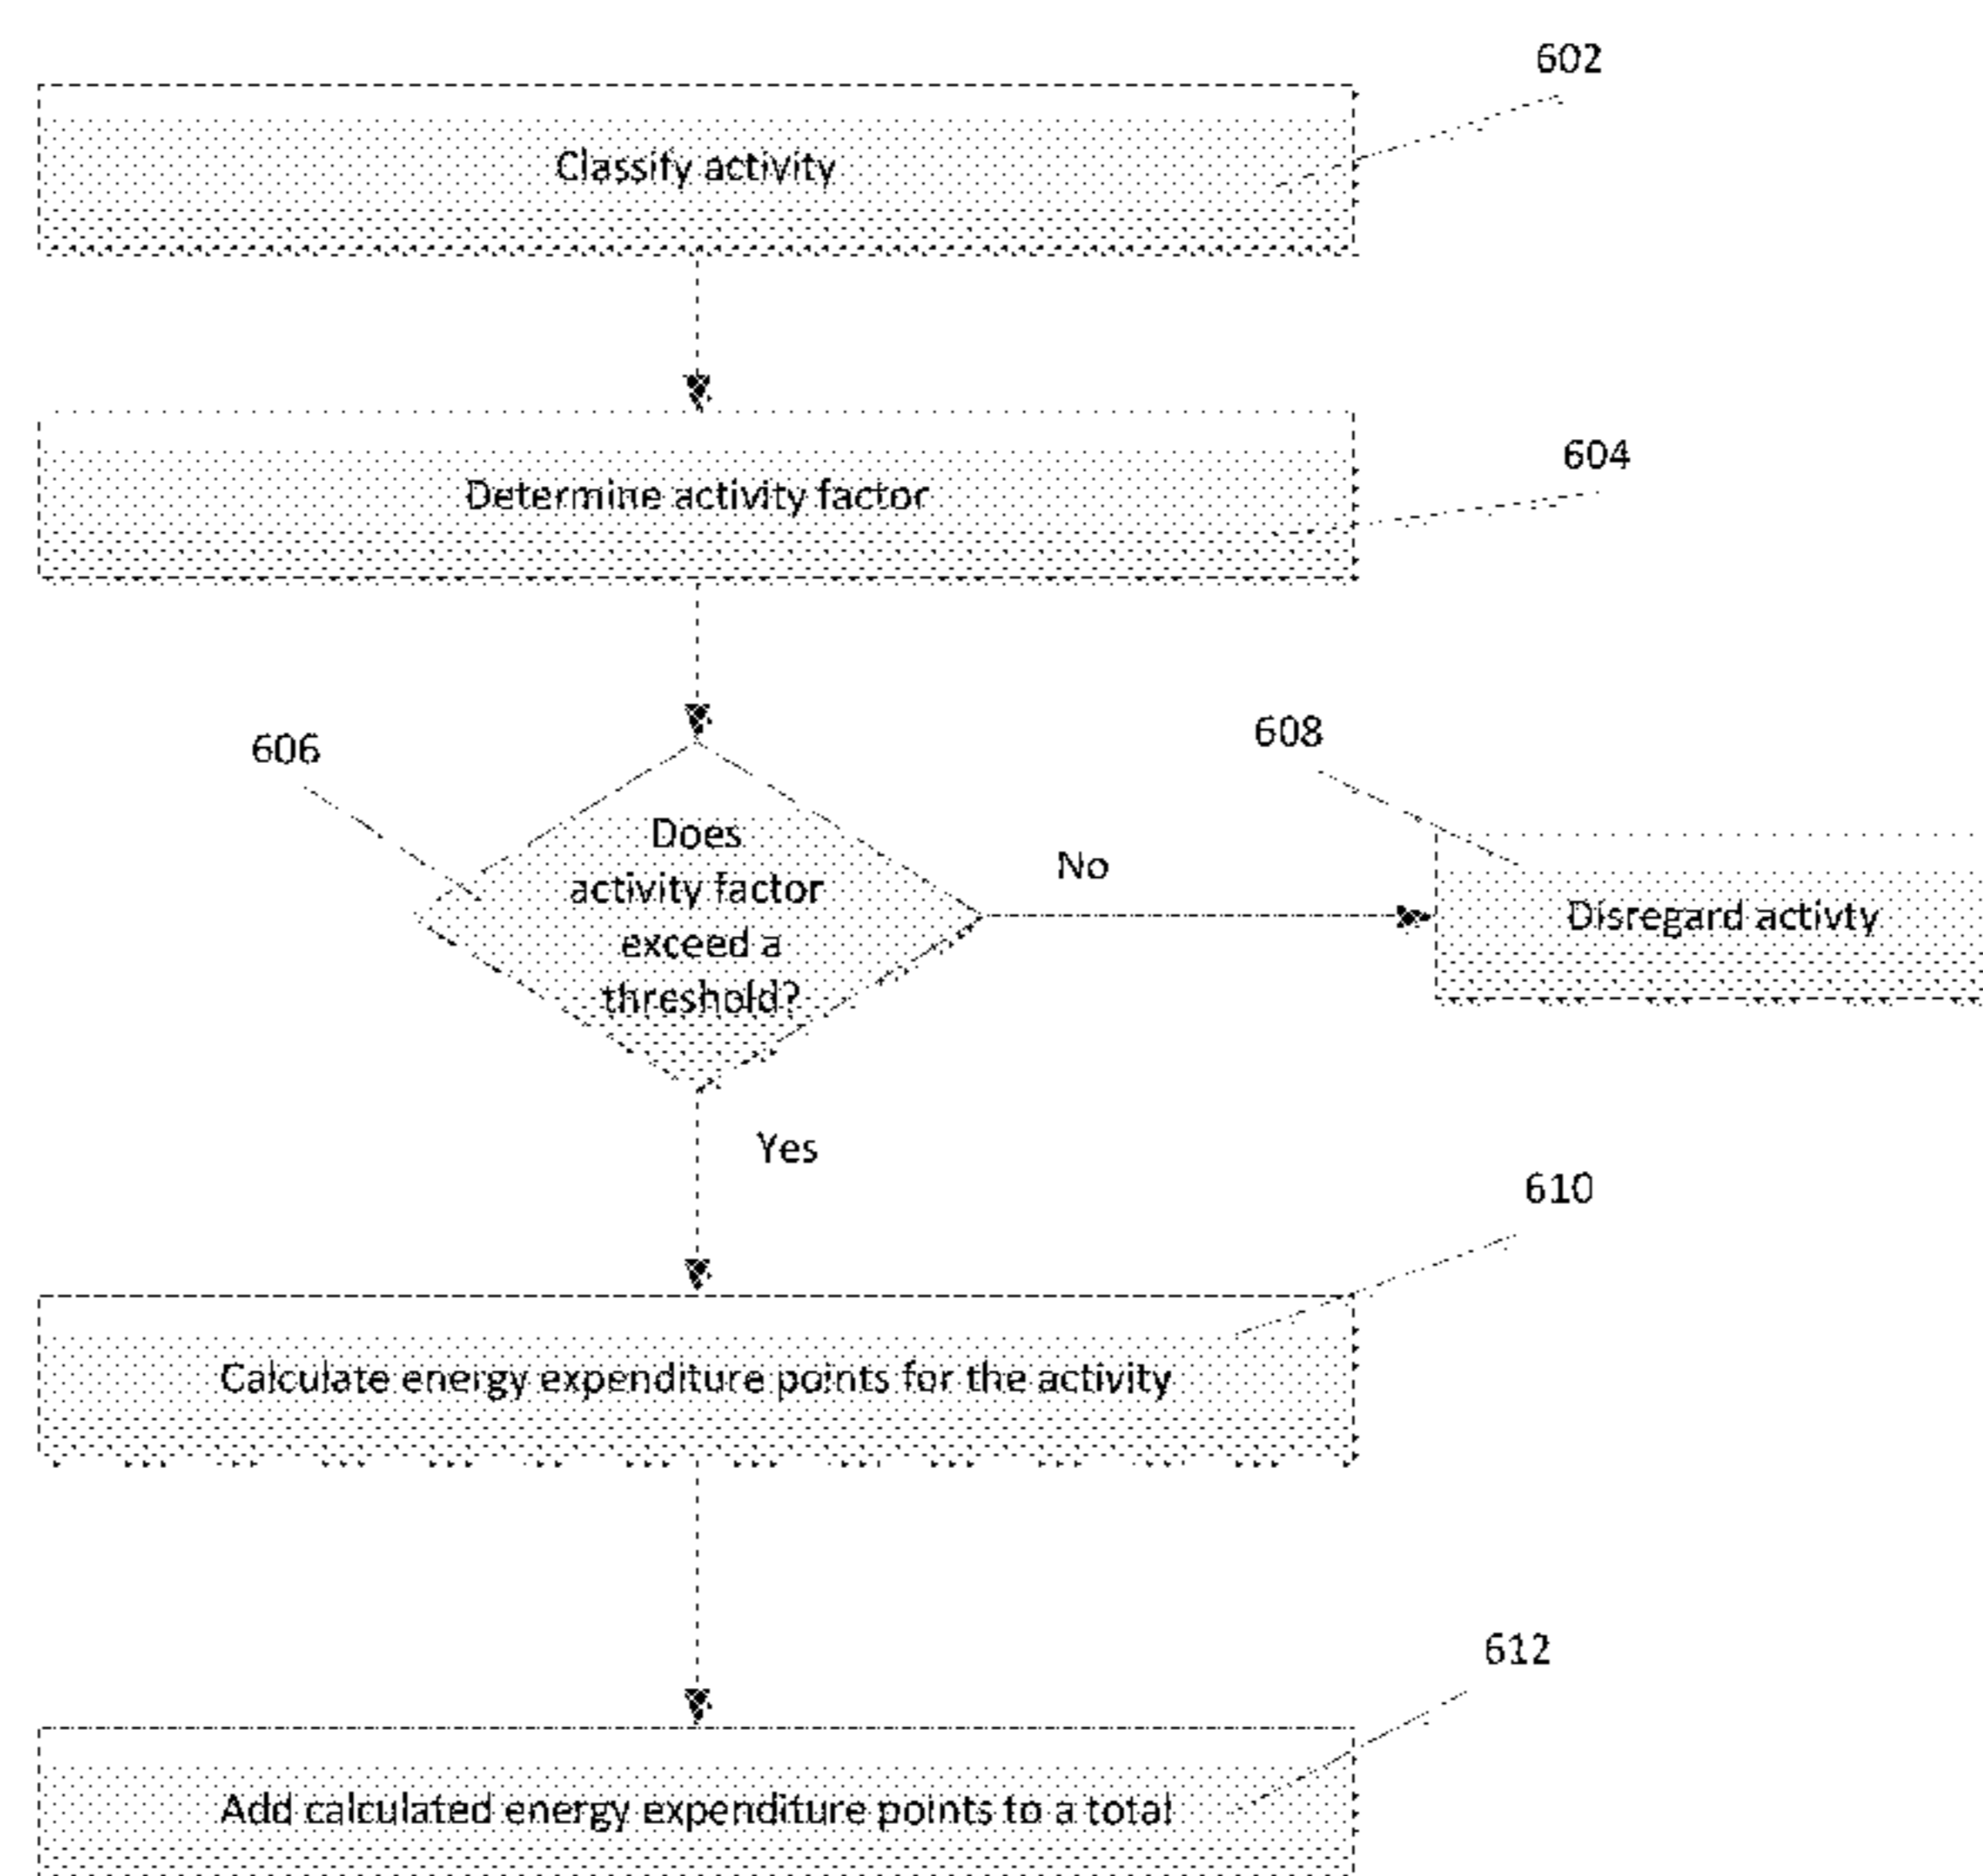 602
Classify activity
604
Determine activity factor
606
608
Does
activity factor
exceed a
threshold?
No
Disregard activty
Yes
610
Calculate energy expenditure points for the activity
612
Add calculated energy expenditure points to a total